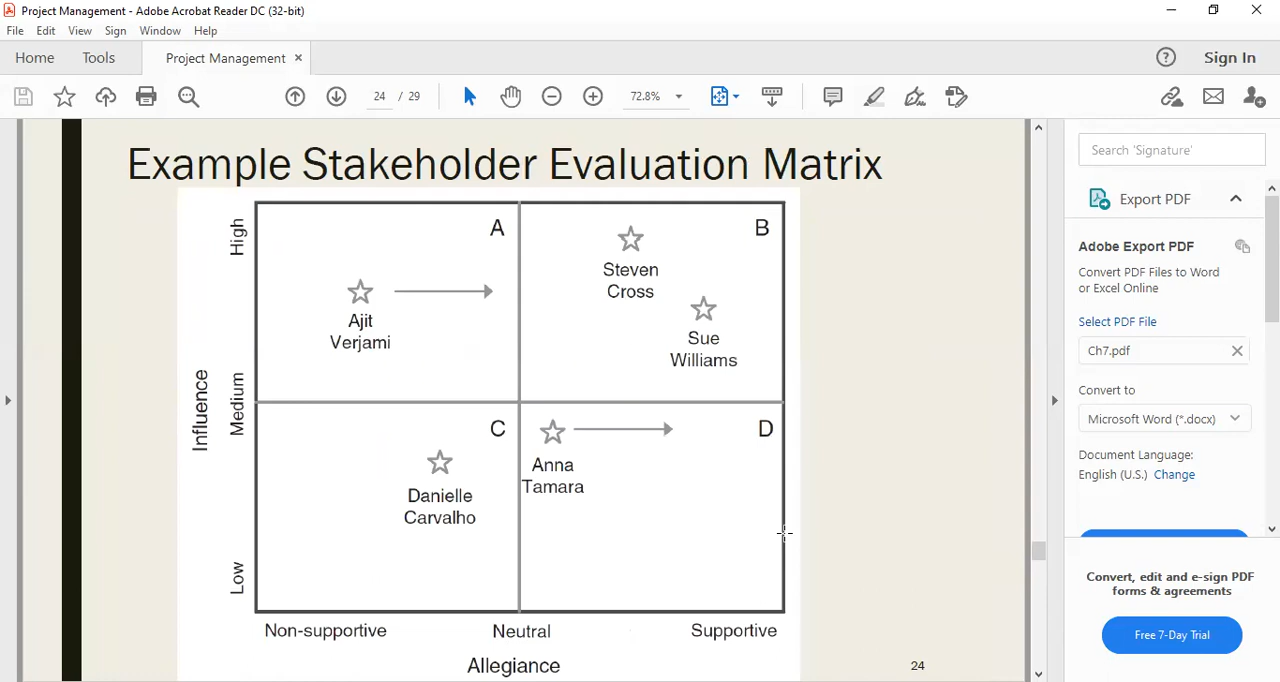 Project Management - Adobe Acrobat Reader DC (32-bit)
File Edit View Sign Window Help
Home Tools Project Management × Sign In
24 / 29 72.8%
Example Stakeholder Evaluation Matrix
High
A
B
Steven
Cross
Ajit
Verjami
Sue
Williams
Influence
Medium
C
D
Anna
Tamara
Danielle
Carvalho
Low
Non-supportive Neutral Supportive
Allegiance
24
Search 'Signature'
Export PDF
Adobe Export PDF
Convert PDF Files to Word
or Excel Online
Select PDF File
Ch7.pdf
Convert to
Microsoft Word (*.docx)
Document Language:
English (U.S.) Change
Convert, edit and e-sign PDF
forms & agreements
Free 7-Day Trial